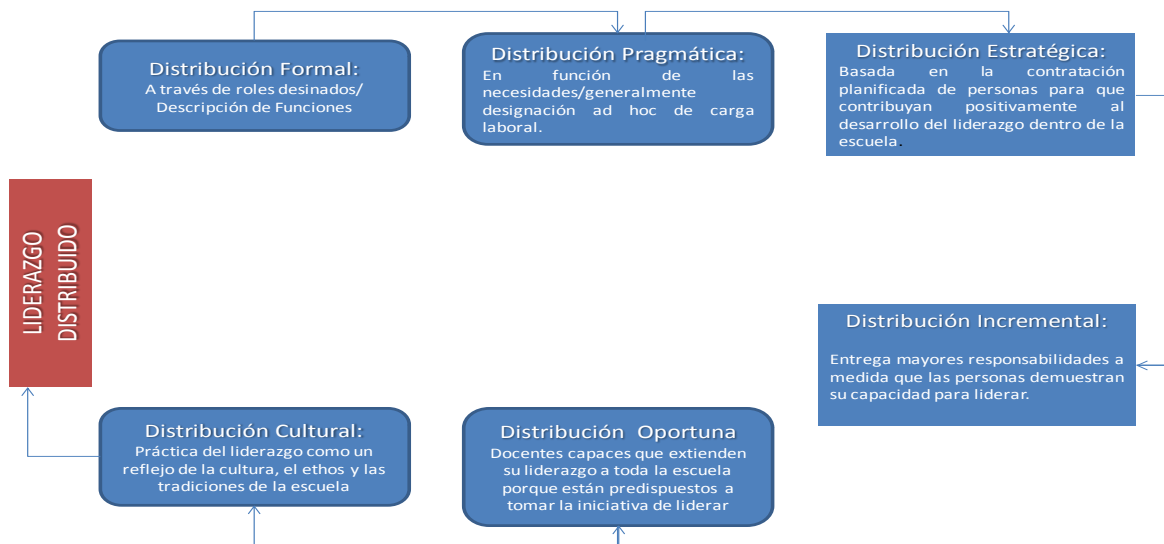 Distribución Formal:
A través de roles desinados/
Descripción de Funciones
Distribución Pragmática:
En función de las
necesidades/generalmente
designación ad hoc de carga
laboral.
Distribución Estratégica:
Basada en la contratación
planificada de personas para que
contribuyan positivamente al
desarrollo del liderazgo dentro de la
escuela.
LIDERAZGO
DISTRIBUIDO
Distribución Incremental:
Entrega mayores responsabilidades a
medida que las personas demuestran
su capacidad para liderar.
Distribución Cultural:
Práctica del liderazgo como un
reflejo de la cultura, el ethos y las
tradiciones de la escuela
Distribución Oportuna
Docentes capaces que extienden
su liderazgo a toda la escuela
porque están predispuestos a
tomar la iniciativa de liderar